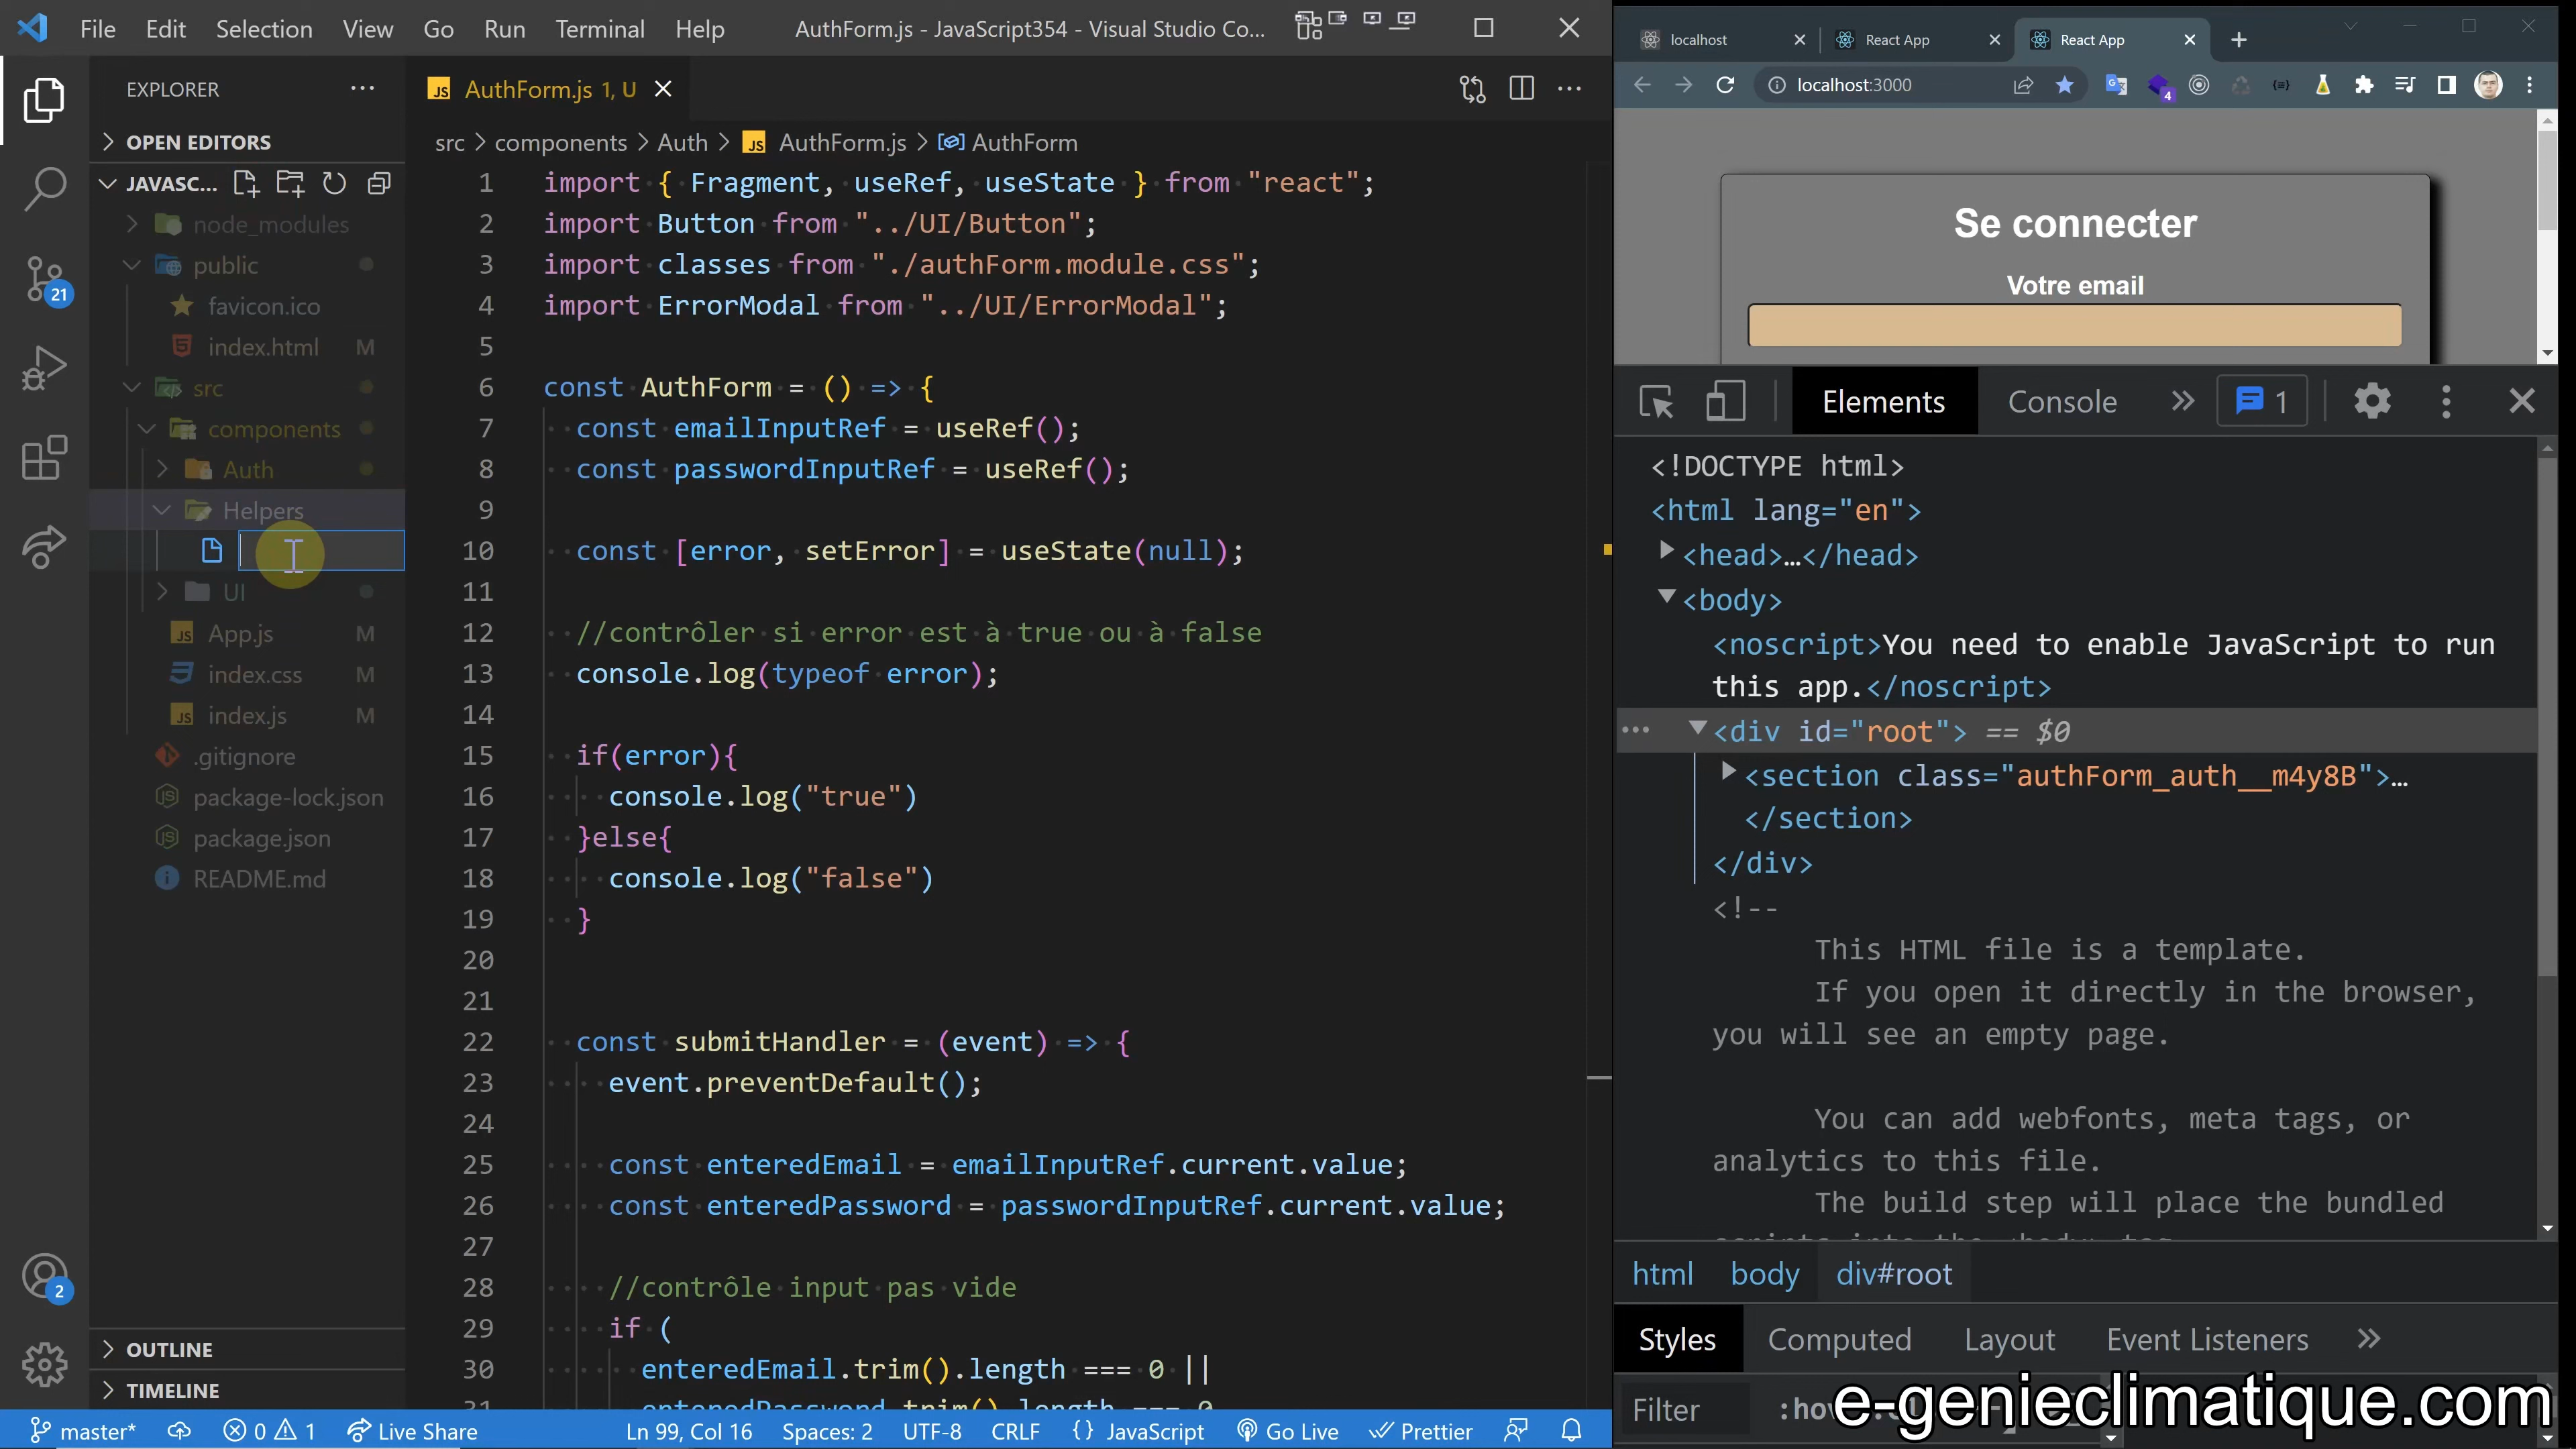 File Edit Selection View Go Run Terminal Help AuthForm.js - JavaScript354 - Visual Studio Co...
EXPLORER
OPEN EDITORS
JAVASC...
node_modules
public
favicon.ico
index.html M
src
components
Auth
Helpers
UI
App.js M
index.css M
index.js M
.gitignore
package-lock.json
package.json
README.md
OUTLINE
TIMELINE
21
2
AuthForm.js 1, U
src > components > Auth > JS AuthForm.js > AuthForm
1 import { Fragment, useRef, useState } from "react";
2 import Button from "../UI/Button";
3 import classes from "./authForm.module.css";
4 import ErrorModal from "../UI/ErrorModal";
5
6 const AuthForm = () => {
7 const emailInputRef = useRef();
8 const passwordInputRef = useRef();
9
10 const [error, setError] = useState(null);
11
12 //contrôler si error est à true ou à false
13 console.log(typeof error);
14
15 if(error){
16 console.log("true")
17 }else{
18 console.log("false")
19 }
20
21
22 const submitHandler = (event) => {
23 event.preventDefault();
24
25 const enteredEmail = emailInputRef.current.value;
26 const enteredPassword = passwordInputRef.current.value;
27
28 //contrôle input pas vide
29 if (
30 enteredEmail.trim().length === 0 ||
31 enteredPassword.trim().length === 0
master* 0 1 Live Share Ln 99, Col 16 Spaces: 2 UTF-8 CRLF {} JavaScript Go Live Prettier
localhost React App React App
localhost:3000
4
Se connecter
Votre email
Elements Console 1
<!DOCTYPE html>
<html lang="en">
<head>…</head>
<body>
<noscript>You need to enable JavaScript to run
this app.</noscript>
<div id="root"> == $0
<section class="authForm_auth__m4y8B">…
</section>
</div>
<!--
This HTML file is a template.
If you open it directly in the browser,
you will see an empty page.
You can add webfonts, meta tags, or
analytics to this file.
The build step will place the bundled
html body div#root
Styles Computed Layout Event Listeners
Filter
e-genieclimatique.com